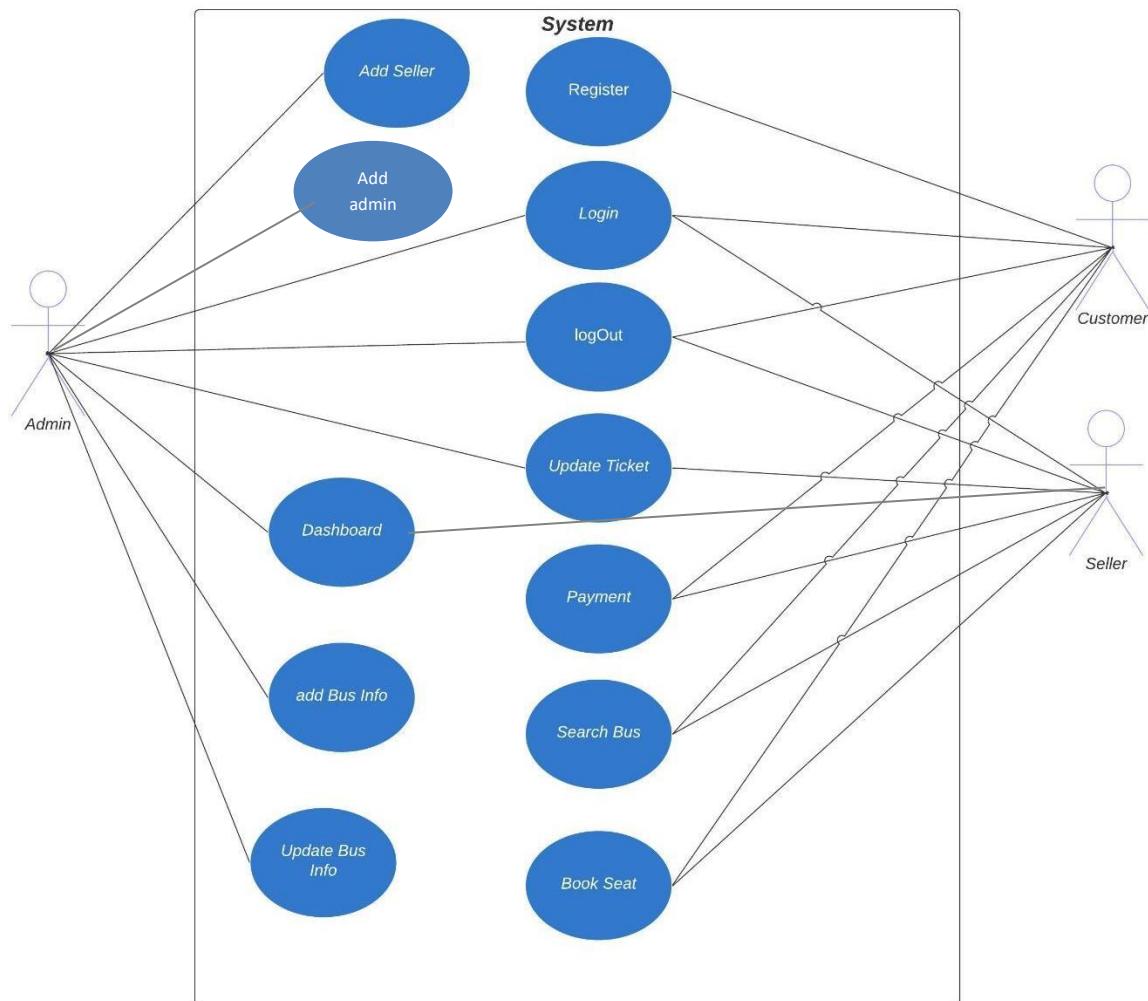 System
Add Seller
Register
Add
admin
Login
logOut
Customer
Admin
Update Ticket
Dashboard
Seller
Payment
add Bus Info
Search Bus
Update Bus
Info
Book Seat